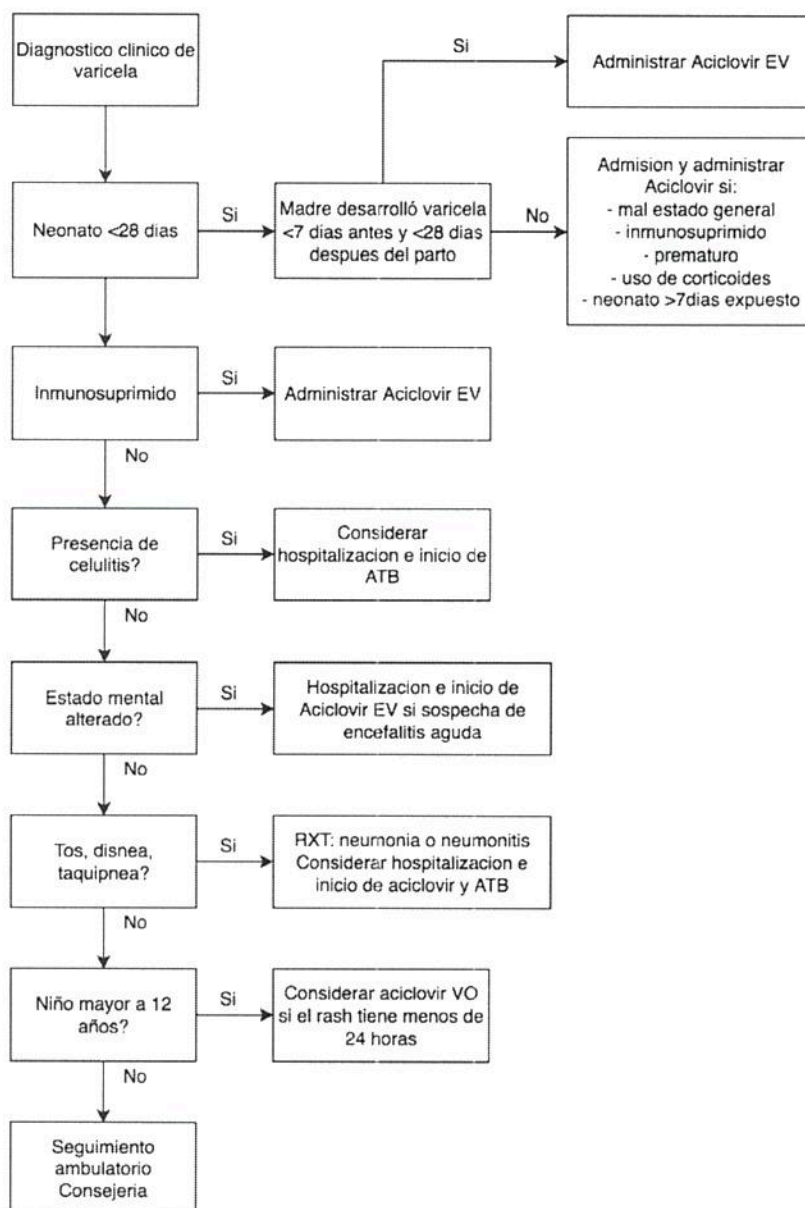 Diagnostico clinico de
varicela
Si
Administrar Aciclovir EV
Neonato <28 dias
Si
Madre desarrolló varicela
<7 dias antes y <28 dias
despues del parto
No
Admision y administrar
Aciclovir si:
- mal estado general
- inmunosuprimido
- prematuro
- uso de corticoides
- neonato >7dias expuesto
Inmunosuprimido
Si
Administrar Aciclovir EV
No
Presencia de
celulitis?
Si
Considerar
hospitalizacion e inicio de
ATB
No
Estado mental
alterado?
Si
Hospitalizacion e inicio de
Aciclovir EV si sospecha de
encefalitis aguda
No
Tos, disnea,
taquipnea?
Si
RXT: neumonia o neumonitis
Considerar hospitalizacion e
inicio de aciclovir y ATB
No
Niño mayor a 12
años?
Si
Considerar aciclovir VO
si el rash tiene menos de
24 horas
No
Seguimiento
ambulatorio
Consejeria